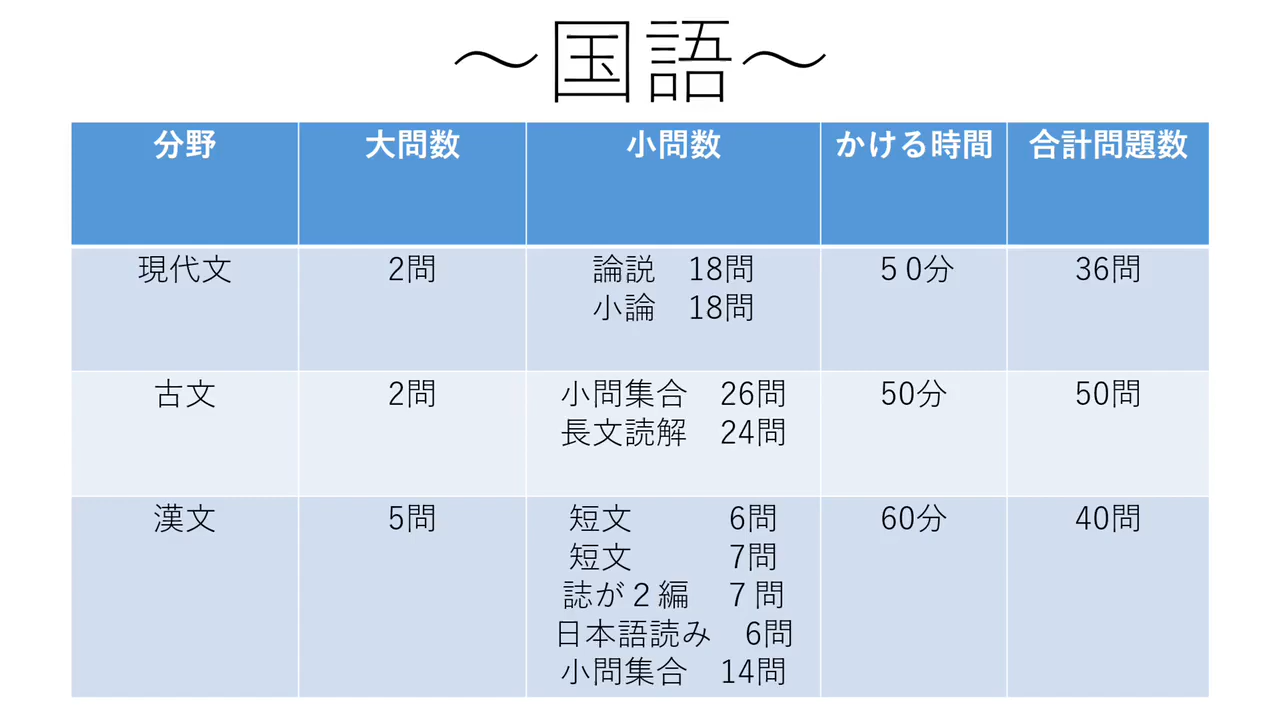 ～国語～
分野 大問数 小問数 かける時間 合計問題数
現代文 2問 論説　18問 ５0分 36問
小論　18問
古文 2問 小問集合　26問 50分 50問
長文読解　24問
漢文 5問 短文　　　6問 60分 40問
短文　　　7問
誌が２編　７問
日本語読み　6問
小問集合　14問